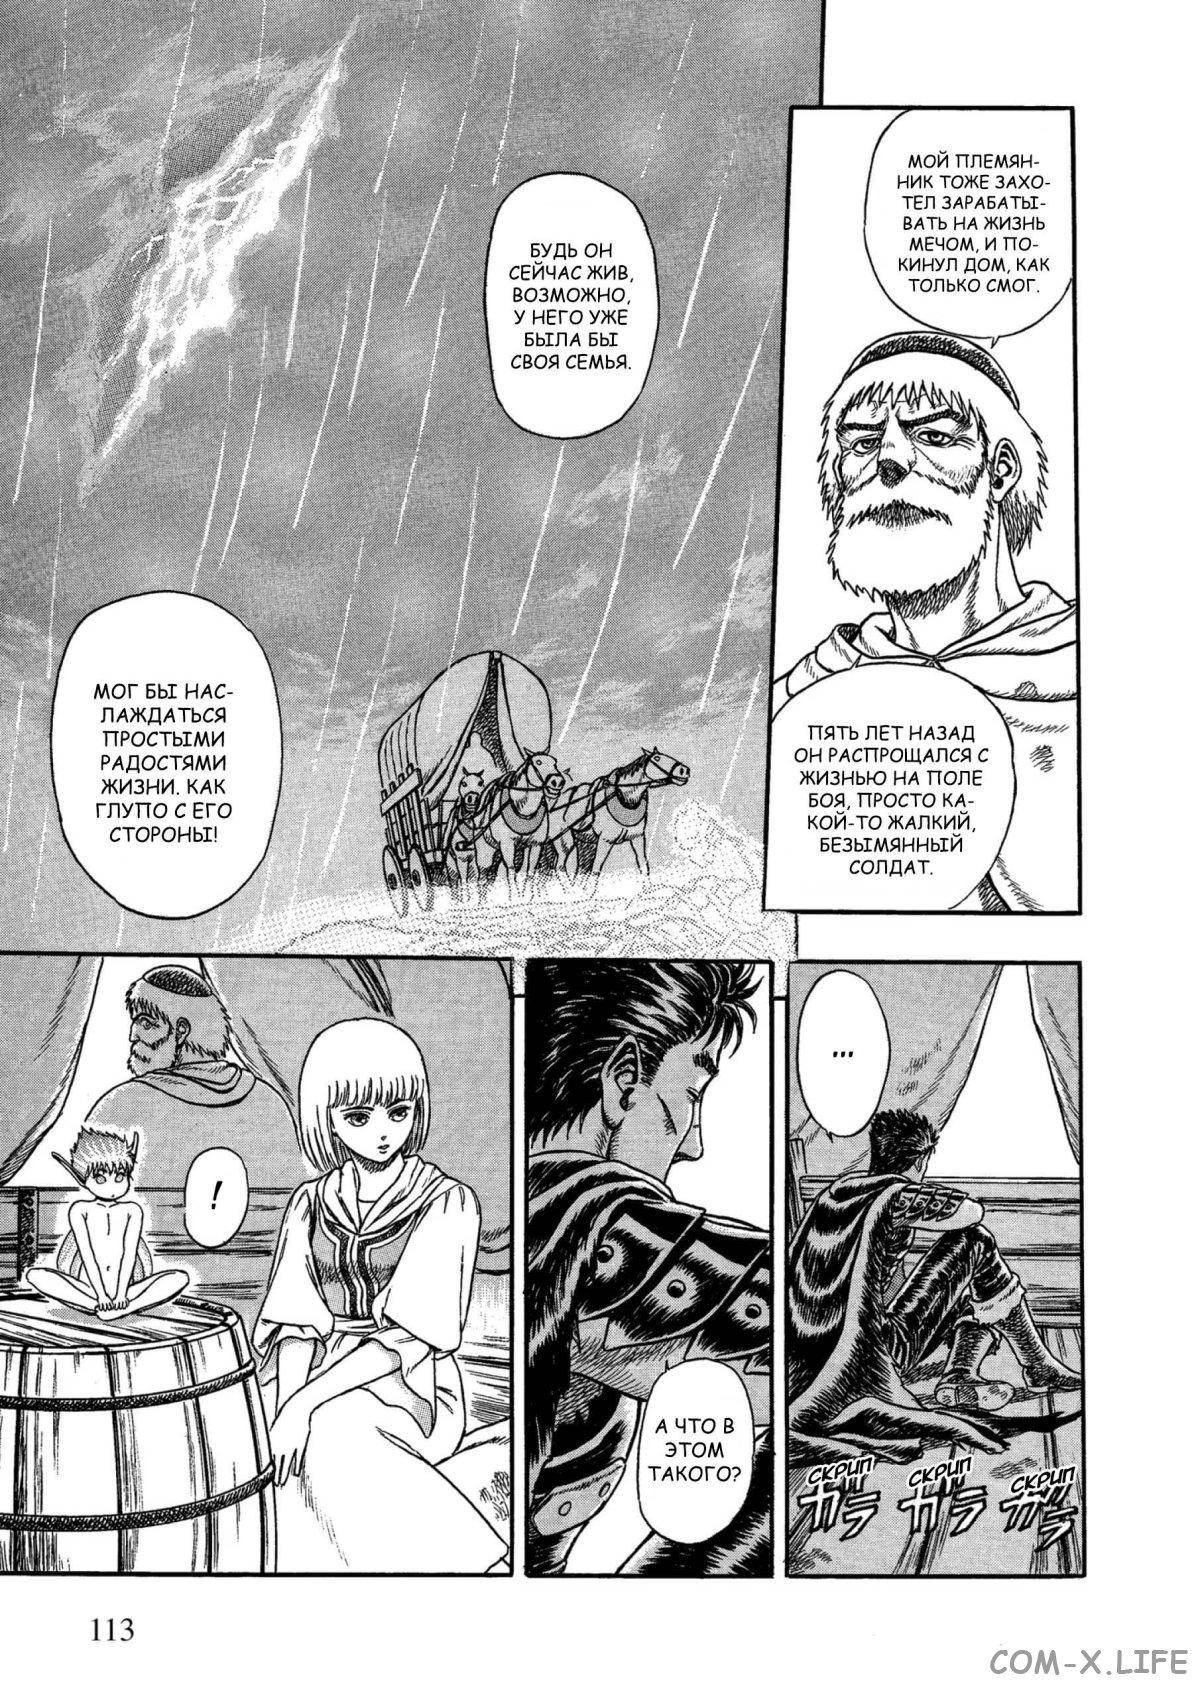 МОЙ ПЛЕМЯН-
НИК ТОЖЕ ЗАХО-
ТЕЛ ЗАРАБАТЫ-
ВАТЬ НА ЖИЗНЬ
МЕЧОМ, И ПО-
КИНУЛ ДОМ, КАК
ТОЛЬКО СМОГ.
ПЯТЬ ЛЕТ НАЗАД
ОН РАСПРОЩАЛСЯ С
ЖИЗНЬЮ НА ПОЛЕ
БОЯ, ПРОСТО КА-
КОЙ-ТО ЖАЛКИЙ,
БЕЗЫМЯННЫЙ
СОЛДАТ.
БУДЬ ОН
СЕЙЧАС ЖИВ,
ВОЗМОЖНО,
У НЕГО УЖЕ
БЫЛА БЫ
СВОЯ СЕМЬЯ.
МОГ БЫ НАС-
ЛАЖДАТЬСЯ
ПРОСТЫМИ
РАДОСТЯМИ
ЖИЗНИ. КАК
ГЛУПО С ЕГО
СТОРОНЫ!
...
СКРИП
СКРИП
СКРИП
ガラ
ガラ
ガラ
А ЧТО В
ЭТОМ
ТАКОГО?
!
113
COM-X.LIFE